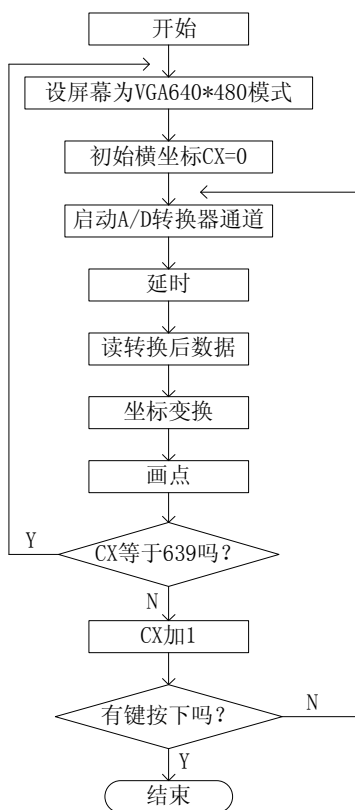 开始
设屏幕为VGA640*480模式
初始横坐标CX=0
启动A/D转换器通道
延时
读转换后数据
坐标变换
画点
Y
CX等于639吗?
N
CX加1
有键按下吗?
N
Y
结束